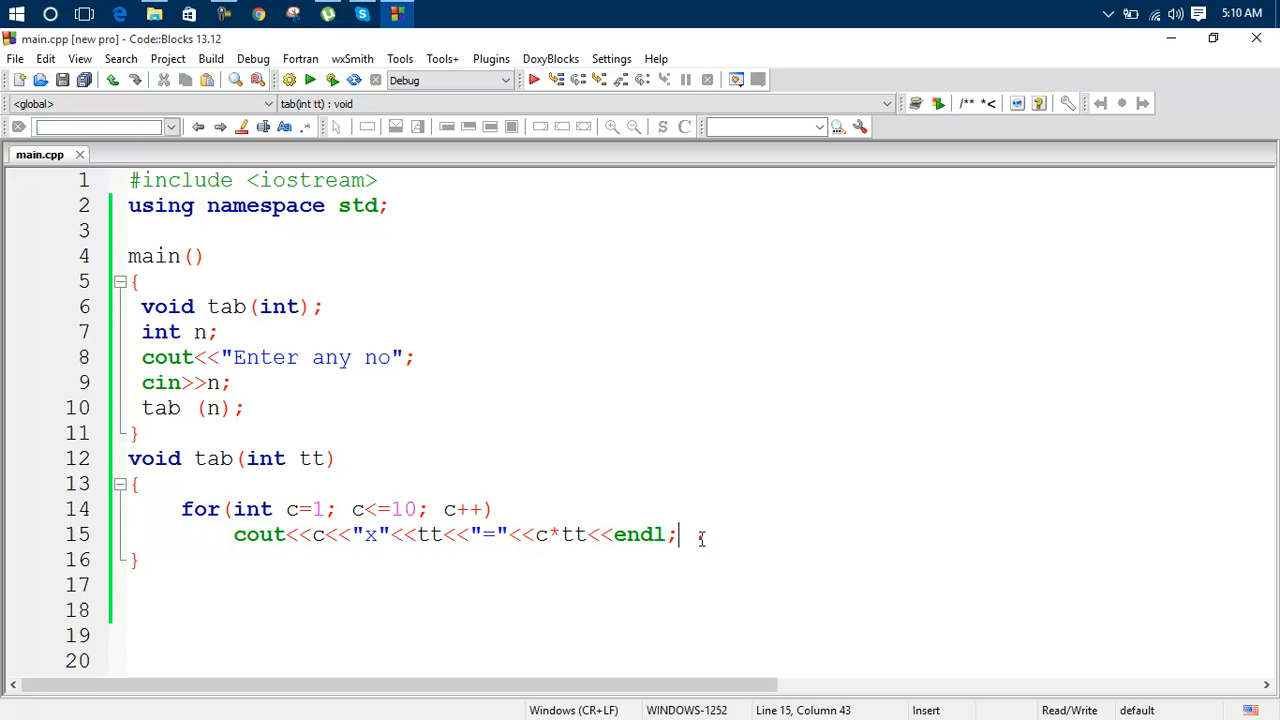 5:10 AM
main.cpp [new pro] - Code::Blocks 13.12
File Edit View Search Project Build Debug Fortran wxSmith Tools Tools+ Plugins DoxyBlocks Settings Help
Debug
<global> tab(int tt) : void /** *<
Aa .* S C
main.cpp
1 #include <iostream>
2 using namespace std;
3
4 main()
5 {
6 void tab(int);
7 int n;
8 cout<<"Enter any no";
9 cin>>n;
10 tab (n);
11 }
12 void tab(int tt)
13 {
14 for(int c=1; c<=10; c++)
15 cout<<c<<"x"<<tt<<"="<<c*tt<<endl;
16 }
17
18
19
20
Windows (CR+LF) WINDOWS-1252 Line 15, Column 43 Insert Read/Write default